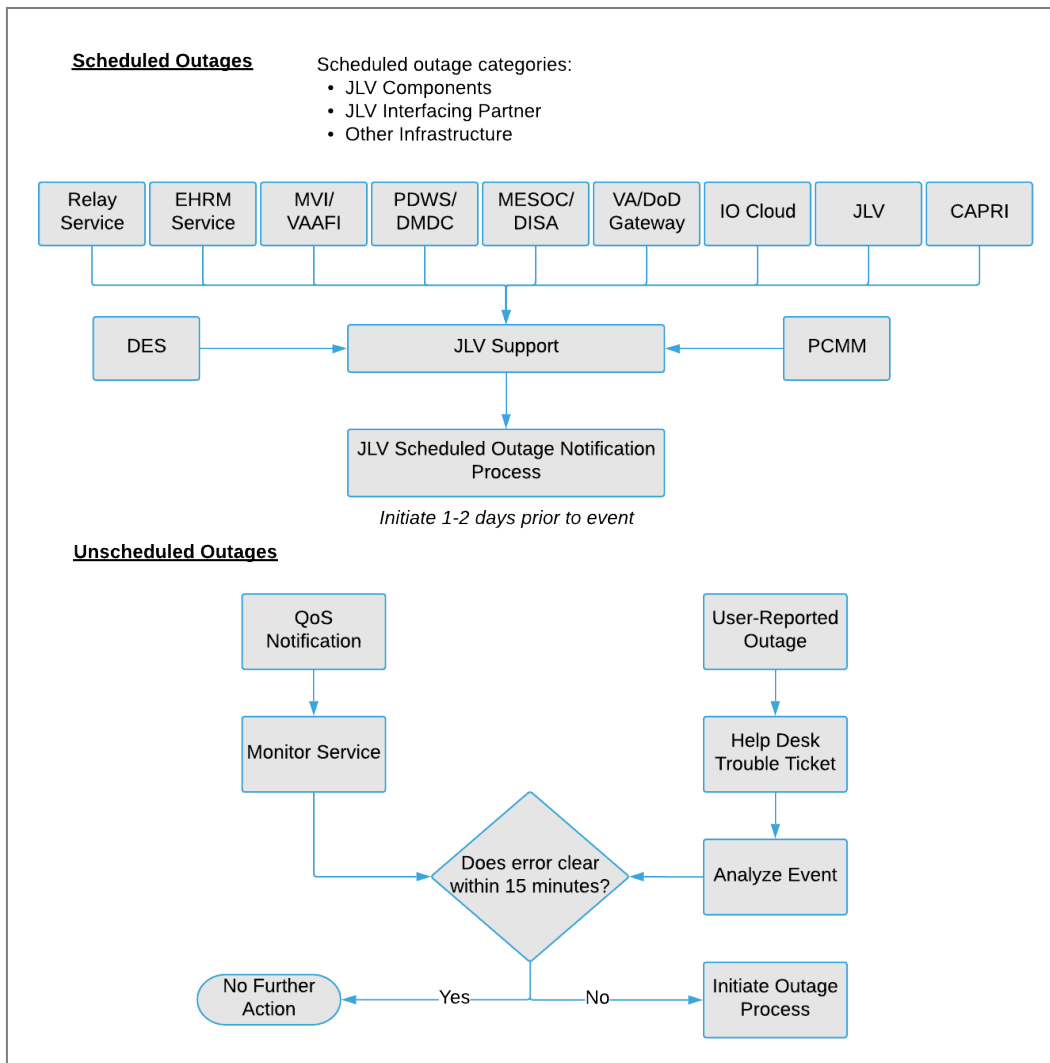 Scheduled Outages
Scheduled outage categories:
• JLV Components
• JLV Interfacing Partner
• Other Infrastructure
Relay
Service
EHRM
Service
MVI/
VAAFI
PDWS/
DMDC
MESOC/
DISA
VA/DoD
Gateway
IO Cloud
JLV
CAPRI
DES
JLV Support
PCMM
JLV Scheduled Outage Notification
Process
Initiate 1-2 days prior to event
Unscheduled Outages
QoS
Notification
User-Reported
Outage
Monitor Service
Help Desk
Trouble Ticket
Does error clear
within 15 minutes?
Analyze Event
No Further
Action
Yes
No
Initiate Outage
Process